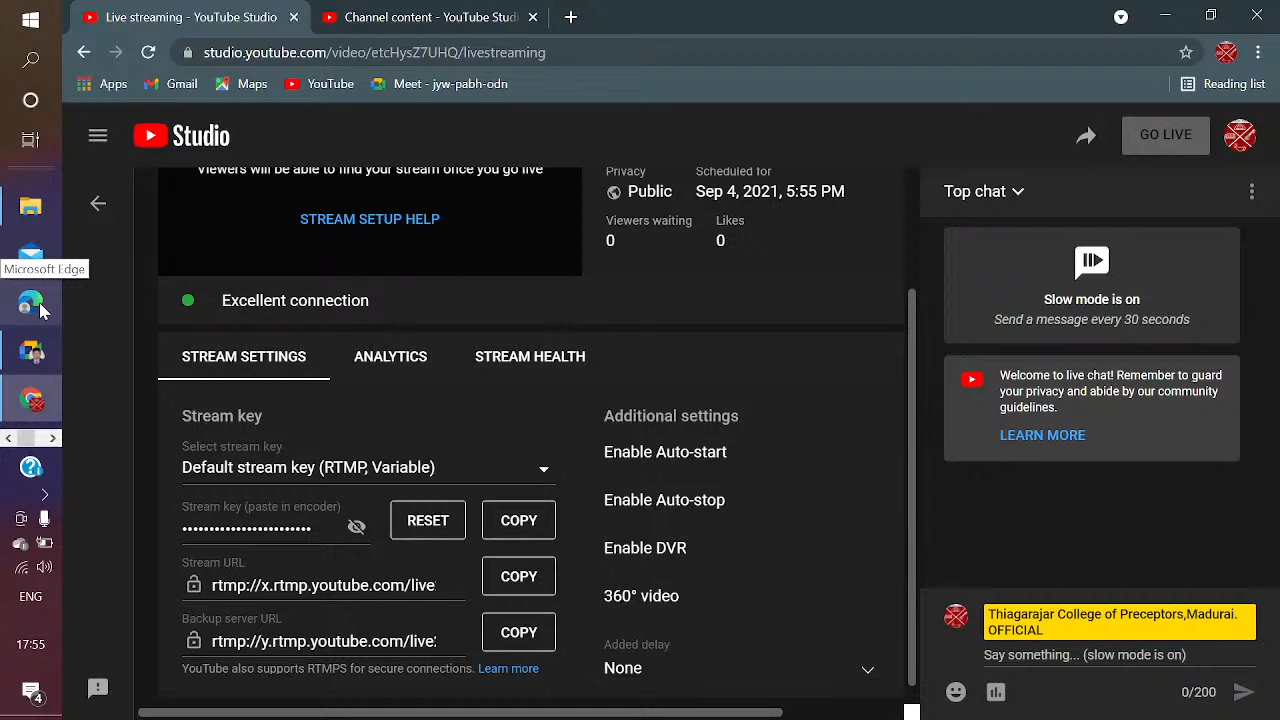 Live streaming - YouTube Studio
Channel content - YouTube Studi
studio.youtube.com/video/etcHysZ7UHQ/livestreaming
Apps
Gmail
Maps
YouTube
Meet - jyw-pabh-odn
Reading list
Studio
GO LIVE
Viewers will be able to find your stream once you go live
STREAM SETUP HELP
Privacy
Public
Scheduled for
Sep 4, 2021, 5:55 PM
Viewers waiting
0
Likes
0
Excellent connection
STREAM SETTINGS
ANALYTICS
STREAM HEALTH
Stream key
Select stream key
Default stream key (RTMP, Variable)
Stream key (paste in encoder)
••••••••••••••••••••••••
RESET
COPY
Stream URL
rtmp://x.rtmp.youtube.com/live
COPY
Backup server URL
rtmp://y.rtmp.youtube.com/live
COPY
YouTube also supports RTMPS for secure connections. Learn more
Additional settings
Enable Auto-start
Enable Auto-stop
Enable DVR
360° video
Added delay
None
Top chat
Slow mode is on
Send a message every 30 seconds
Welcome to live chat! Remember to guard
your privacy and abide by our community
guidelines.
LEARN MORE
Thiagarajar College of Preceptors,Madurai.
OFFICIAL
Say something... (slow mode is on)
0/200
Microsoft Edge
ENG
17:55
4